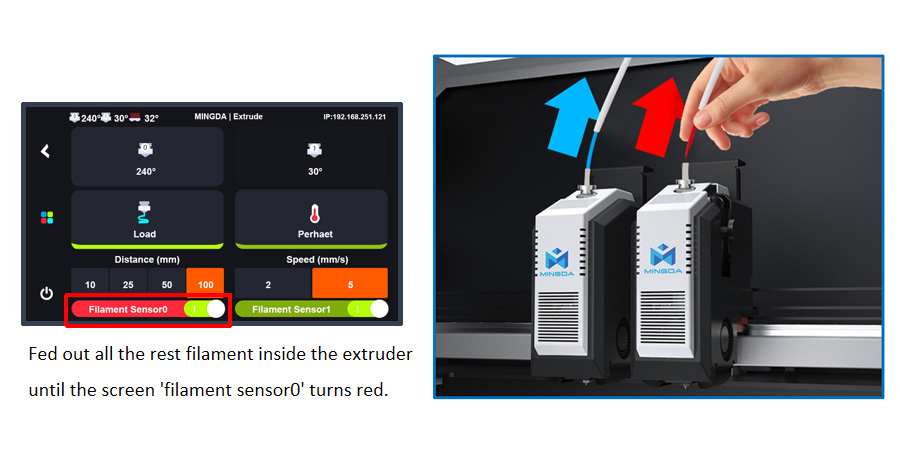 240° 30° 32° MINGDA | Extrude IP:192.168.251.121
0 1
240° 30°
Load Perhaet
Distance (mm) Speed (mm/s)
10 25 50 100 2 5
Filament Sensor0 Filament Sensor1
Fed out all the rest filament inside the extruder
until the screen 'filament sensor0' turns red.
MINGDA MINGDA